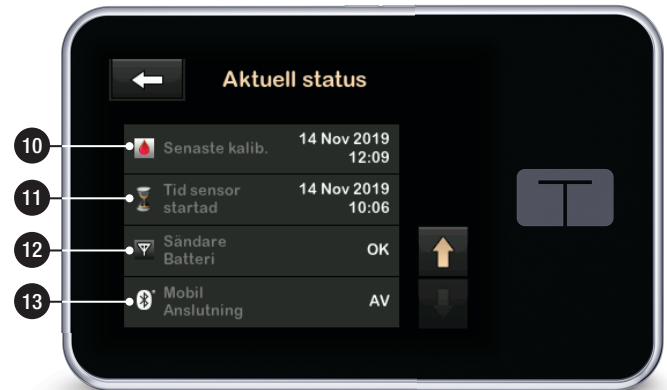 Aktuell status
10
Senaste kalib.
14 Nov 2019
12:09
11
Tid sensor
startad
14 Nov 2019
10:06
12
Sändare
Batteri
OK
13
Mobil
Anslutning
AV